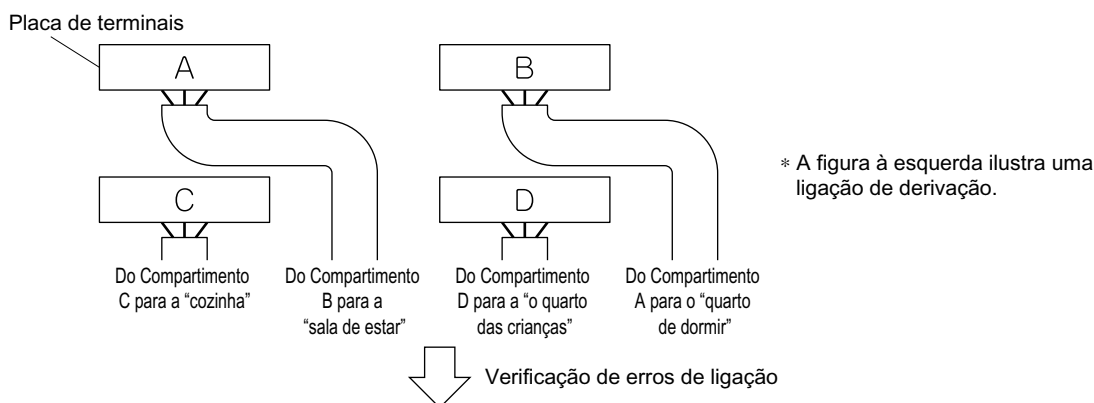 Placa de terminais
A
B
* A figura à esquerda ilustra uma
ligação de derivação.
C
D
Do Compartimento
C para a “cozinha”
Do Compartimento
B para a
“sala de estar”
Do Compartimento
D para a “o quarto
das crianças”
Do Compartimento
A para o “quarto
de dormir”
Verificação de erros de ligação